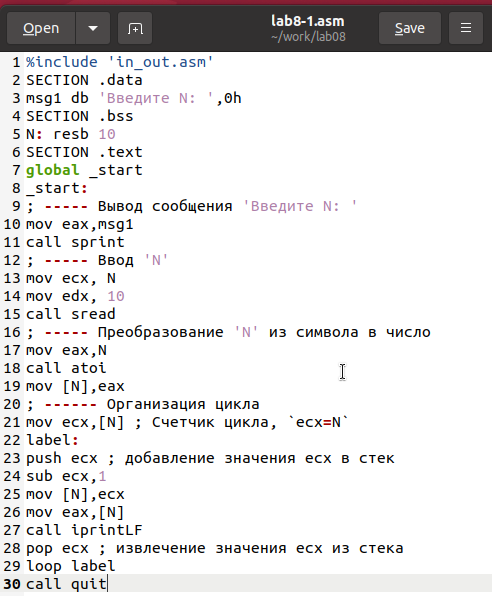 Open
lab8-1.asm
~/work/lab08
Save
1 %include 'in_out.asm'
2 SECTION .data
3 msg1 db 'Введите N: ',0h
4 SECTION .bss
5 N: resb 10
6 SECTION .text
7 global _start
8 _start:
9 ; ----- Вывод сообщения 'Введите N: '
10 mov eax,msg1
11 call sprint
12 ; ----- Ввод 'N'
13 mov ecx, N
14 mov edx, 10
15 call sread
16 ; ----- Преобразование 'N' из символа в число
17 mov eax,N
18 call atoi
19 mov [N],eax
20 ; ------ Организация цикла
21 mov ecx,[N] ; Счетчик цикла, `ecx=N`
22 label:
23 push ecx ; добавление значения ecx в стек
24 sub ecx,1
25 mov [N],ecx
26 mov eax,[N]
27 call iprintLF
28 pop ecx ; извлечение значения ecx из стека
29 loop label
30 call quit